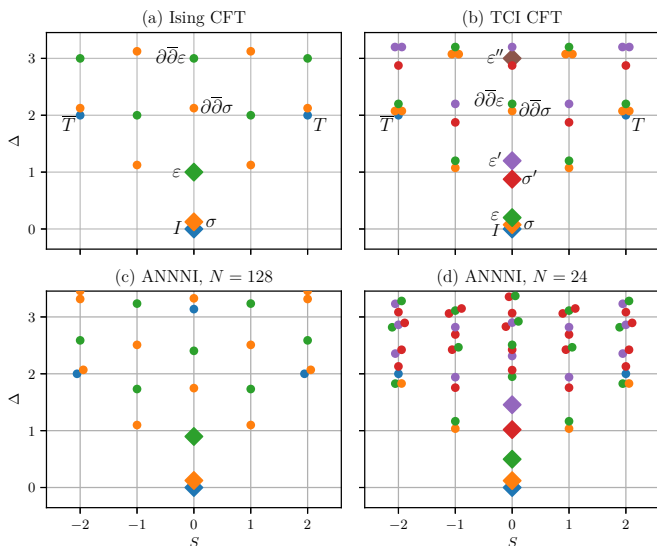 (a) Ising CFT
(b) TCI CFT
3
2
1
0
Δ
∂∂̅ε
T̅
∂∂̅σ
T
ε
I
σ
ε″
∂∂̅ε
T̅
∂∂̅σ
T
ε′
σ′
ε
I
σ
(c) ANNNI, N = 128
(d) ANNNI, N = 24
3
2
1
0
Δ
−2 −1 0 1 2
S
−2 −1 0 1 2
S